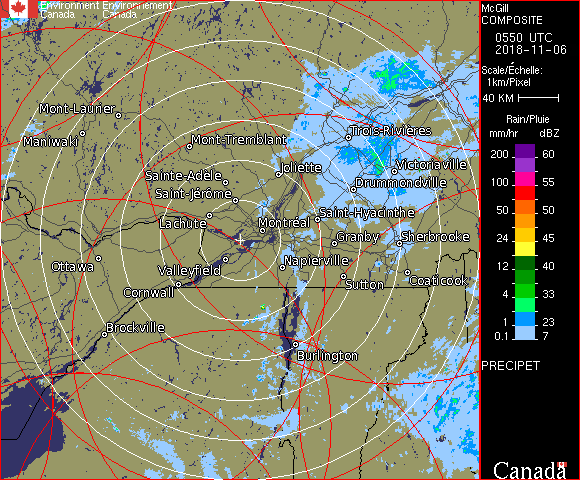 Environment Environnement
Canada Canada
McGill
COMPOSITE
0550 UTC
2018-11-06
Scale/Échelle:
1km/Pixel
40 KM
Rain/Pluie
mm/hr dBZ
200 60
100 55
50 50
24 45
12 40
4 33
1 23
0.1 7
PRECIPET
Canada
Mont-Laurier
Maniwaki
Mont-Tremblant
Trois-Rivières
Joliette
Victoriaville
Sainte-Adèle
Drummondville
Saint-Jérôme
Lachute
Saint-Hyacinthe
Montréal
Granby
Sherbrooke
Ottawa
Valleyfield
Napierville
Cornwall
Sutton
Coaticook
Brockville
Burlington